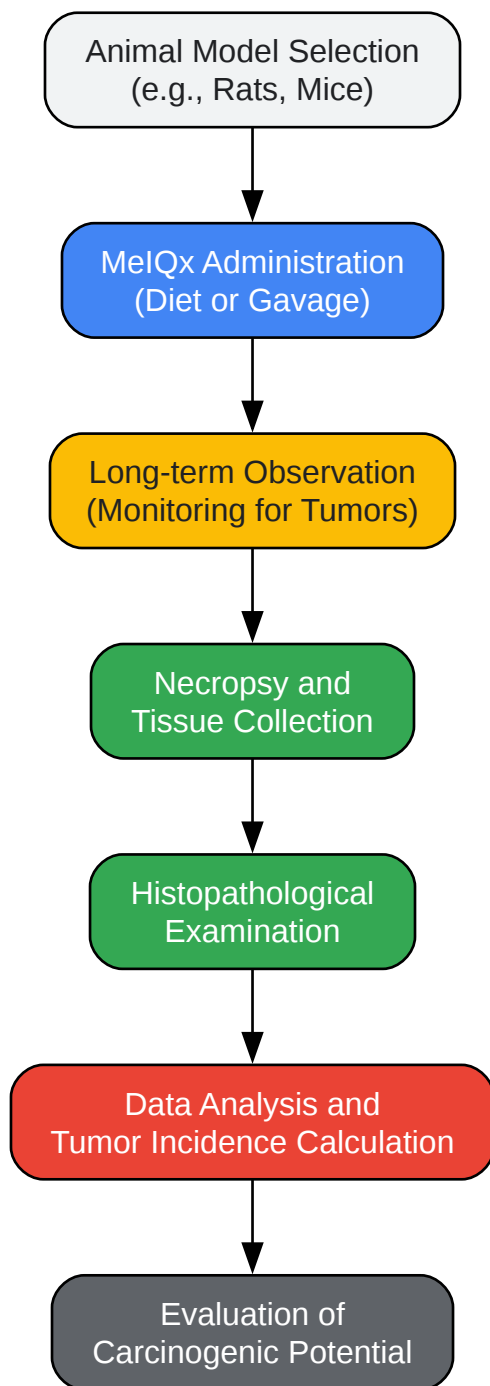 Animal Model Selection
(e.g., Rats, Mice)
MeIQx Administration
(Diet or Gavage)
Long-term Observation
(Monitoring for Tumors)
Necropsy and
Tissue Collection
Histopathological
Examination
Data Analysis and
Tumor Incidence Calculation
Evaluation of
Carcinogenic Potential